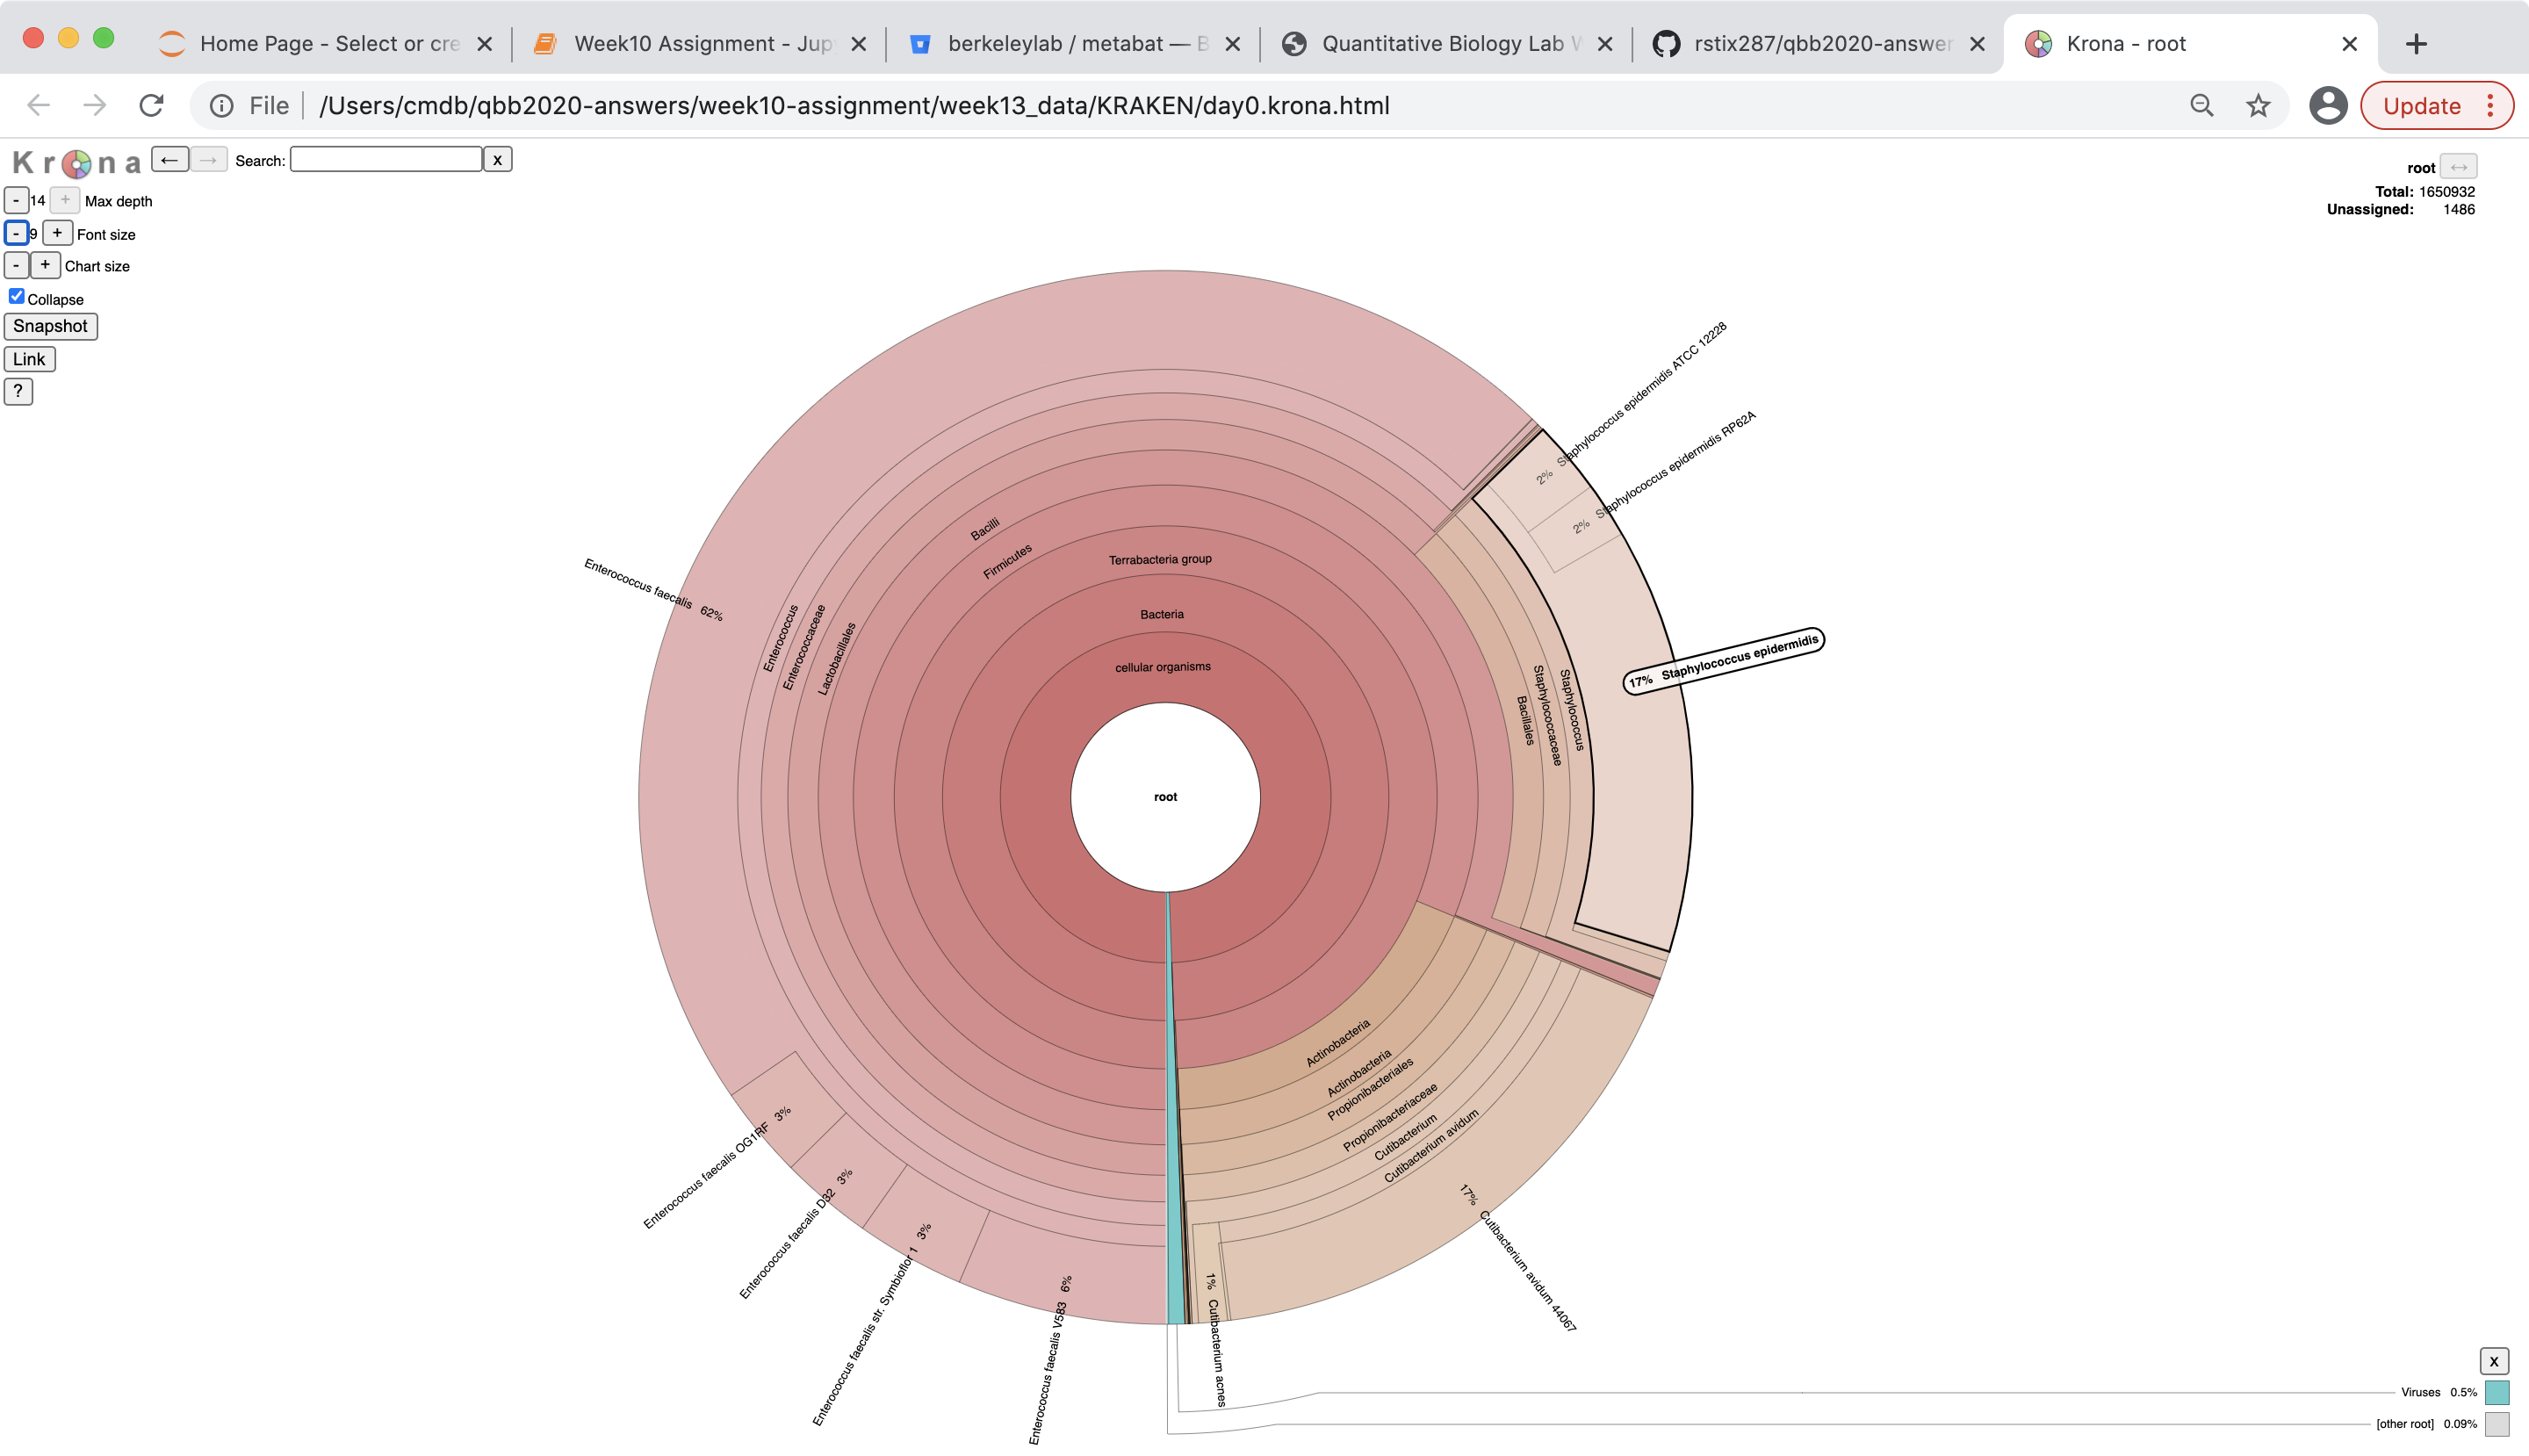 Home Page - Select or cre
Week10 Assignment - Jup
berkeleylab / metabat — B
Quantitative Biology Lab W
rstix287/qbb2020-answer
Krona - root
File
/Users/cmdb/qbb2020-answers/week10-assignment/week13_data/KRAKEN/day0.krona.html
Update
Krona
← → Search: x
- 14 + Max depth
- 9 + Font size
- + Chart size
Collapse
Snapshot
Link
?
root ↔
Total: 1650932
Unassigned: 1486
Staphylococcus epidermidis ATCC 12228
2%
Staphylococcus epidermidis RP62A
2%
17% Staphylococcus epidermidis
Enterococcus faecalis 62%
Enterococcus
Enterococcaceae
Lactobacillales
Bacilli
Firmicutes
Terrabacteria group
Bacteria
cellular organisms
root
Bacillales
Staphylococcaceae
Staphylococcus
Actinobacteria
Actinobacteria
Propionibacteriales
Propionibacteriaceae
Cutibacterium
Cutibacterium avidum
17% Cutibacterium avidum 44067
1% Cutibacterium acnes
Enterococcus faecalis OG1RF 3%
Enterococcus faecalis D32 3%
Enterococcus faecalis str. Symbioflor 1 3%
Enterococcus faecalis V583 6%
x
Viruses 0.5%
[other root] 0.09%